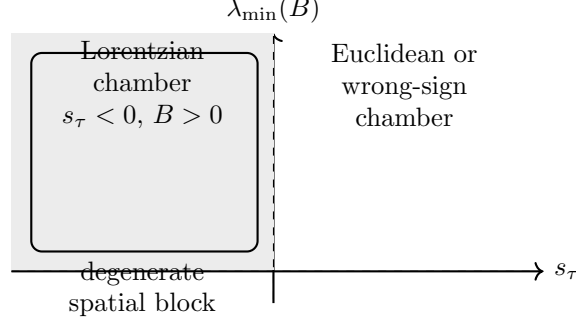 λ_min(B)
Lorentzian
chamber
s_τ < 0, B > 0
Euclidean or
wrong-sign
chamber
s_τ
degenerate
spatial block